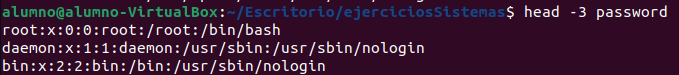 alumno@alumno-VirtualBox:~/Escritorio/ejerciciosSistemas$ head -3 password
root:x:0:0:root:/root:/bin/bash
daemon:x:1:1:daemon:/usr/sbin:/usr/sbin/nologin
bin:x:2:2:bin:/bin:/usr/sbin/nologin